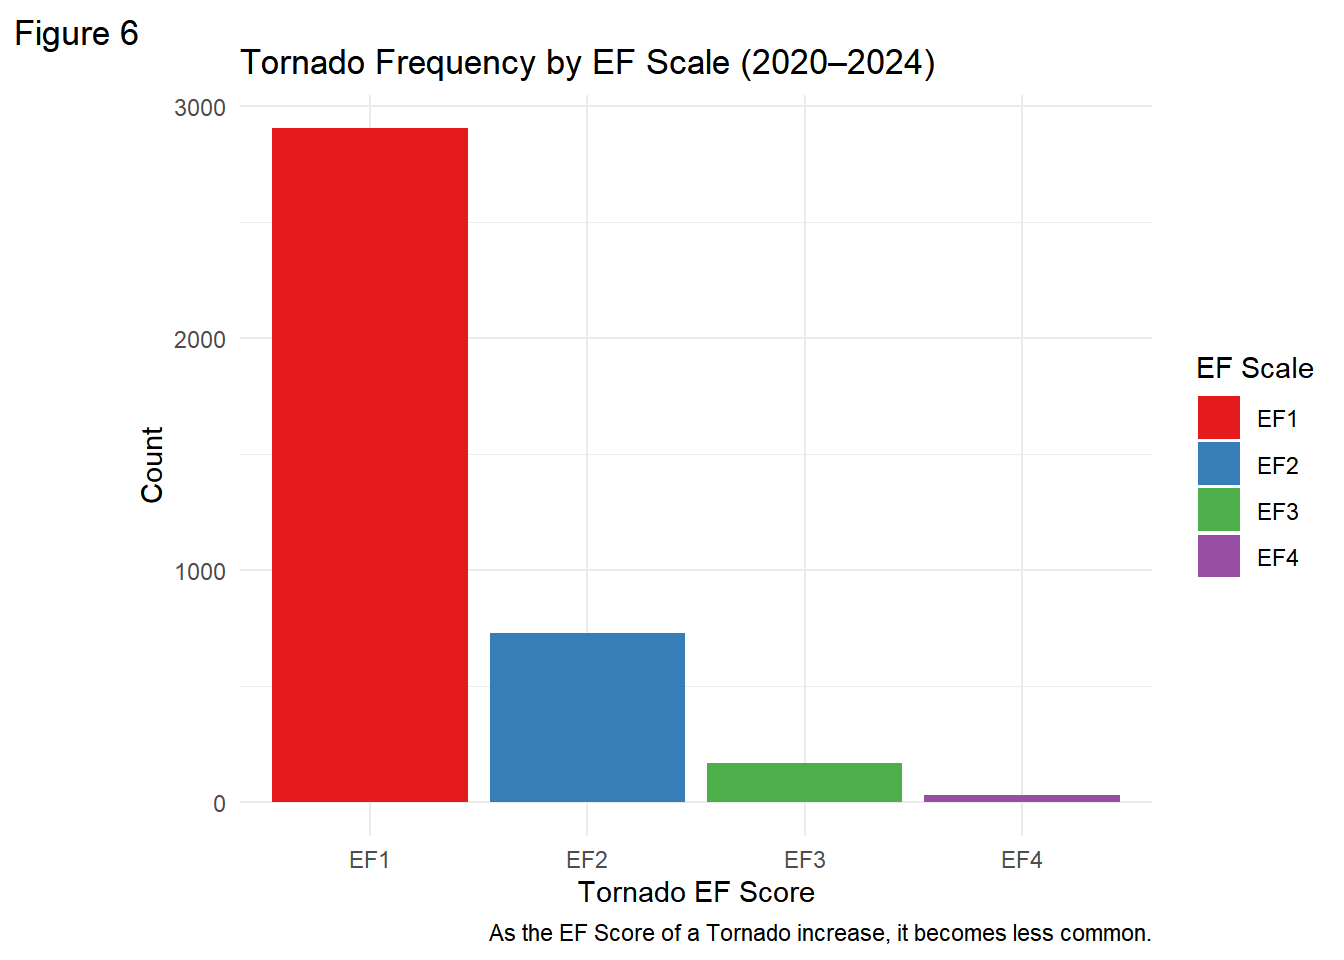 Figure 6
Tornado Frequency by EF Scale (2020–2024)
3000
2000
1000
0
Count
EF1
EF2
EF3
EF4
Tornado EF Score
As the EF Score of a Tornado increase, it becomes less common.
EF Scale
EF1
EF2
EF3
EF4